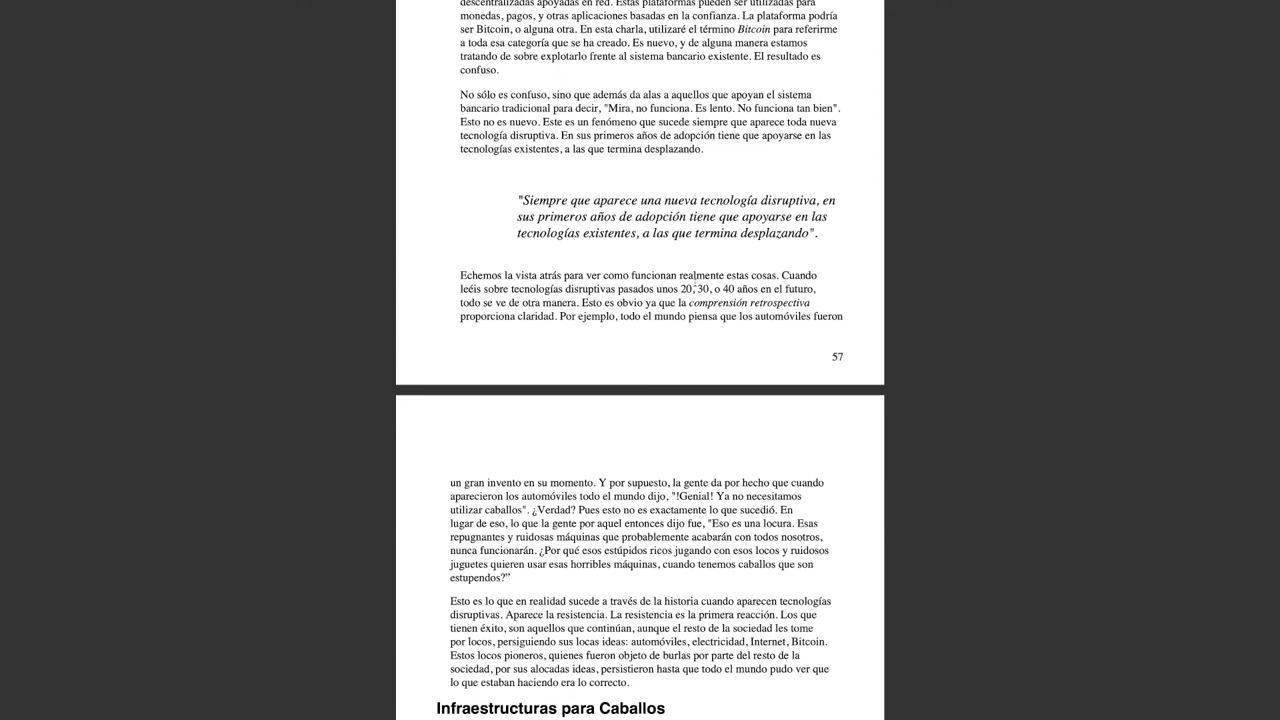 descentralizadas apoyadas en red. Estas plataformas pueden ser utilizadas para
monedas, pagos, y otras aplicaciones basadas en la confianza. La plataforma podría
ser Bitcoin, o alguna otra. En esta charla, utilizaré el término Bitcoin para referirme
a toda esa categoría que se ha creado. Es nuevo, y de alguna manera estamos
tratando de sobre explotarlo frente al sistema bancario existente. El resultado es
confuso.
No sólo es confuso, sino que además da alas a aquellos que apoyan el sistema
bancario tradicional para decir, "Mira, no funciona. Es lento. No funciona tan bien".
Esto no es nuevo. Este es un fenómeno que sucede siempre que aparece toda nueva
tecnología disruptiva. En sus primeros años de adopción tiene que apoyarse en las
tecnologías existentes, a las que termina desplazando.
"Siempre que aparece una nueva tecnología disruptiva, en
sus primeros años de adopción tiene que apoyarse en las
tecnologías existentes, a las que termina desplazando".
Echemos la vista atrás para ver como funcionan realmente estas cosas. Cuando
leéis sobre tecnologías disruptivas pasados unos 20, 30, o 40 años en el futuro,
todo se ve de otra manera. Esto es obvio ya que la comprensión retrospectiva
proporciona claridad. Por ejemplo, todo el mundo piensa que los automóviles fueron
57
un gran invento en su momento. Y por supuesto, la gente da por hecho que cuando
aparecieron los automóviles todo el mundo dijo, "!Genial! Ya no necesitamos
utilizar caballos". ¿Verdad? Pues esto no es exactamente lo que sucedió. En
lugar de eso, lo que la gente por aquel entonces dijo fue, "Eso es una locura. Esas
repugnantes y ruidosas máquinas que probablemente acabarán con todos nosotros,
nunca funcionarán. ¿Por qué esos estúpidos ricos jugando con esos locos y ruidosos
juguetes quieren usar esas horribles máquinas, cuando tenemos caballos que son
estupendos?”
Esto es lo que en realidad sucede a través de la historia cuando aparecen tecnologías
disruptivas. Aparece la resistencia. La resistencia es la primera reacción. Los que
tienen éxito, son aquellos que continúan, aunque el resto de la sociedad les tome
por locos, persiguiendo sus locas ideas: automóviles, electricidad, Internet, Bitcoin.
Estos locos pioneros, quienes fueron objeto de burlas por parte del resto de la
sociedad, por sus alocadas ideas, persistieron hasta que todo el mundo pudo ver que
lo que estaban haciendo era lo correcto.
Infraestructuras para Caballos